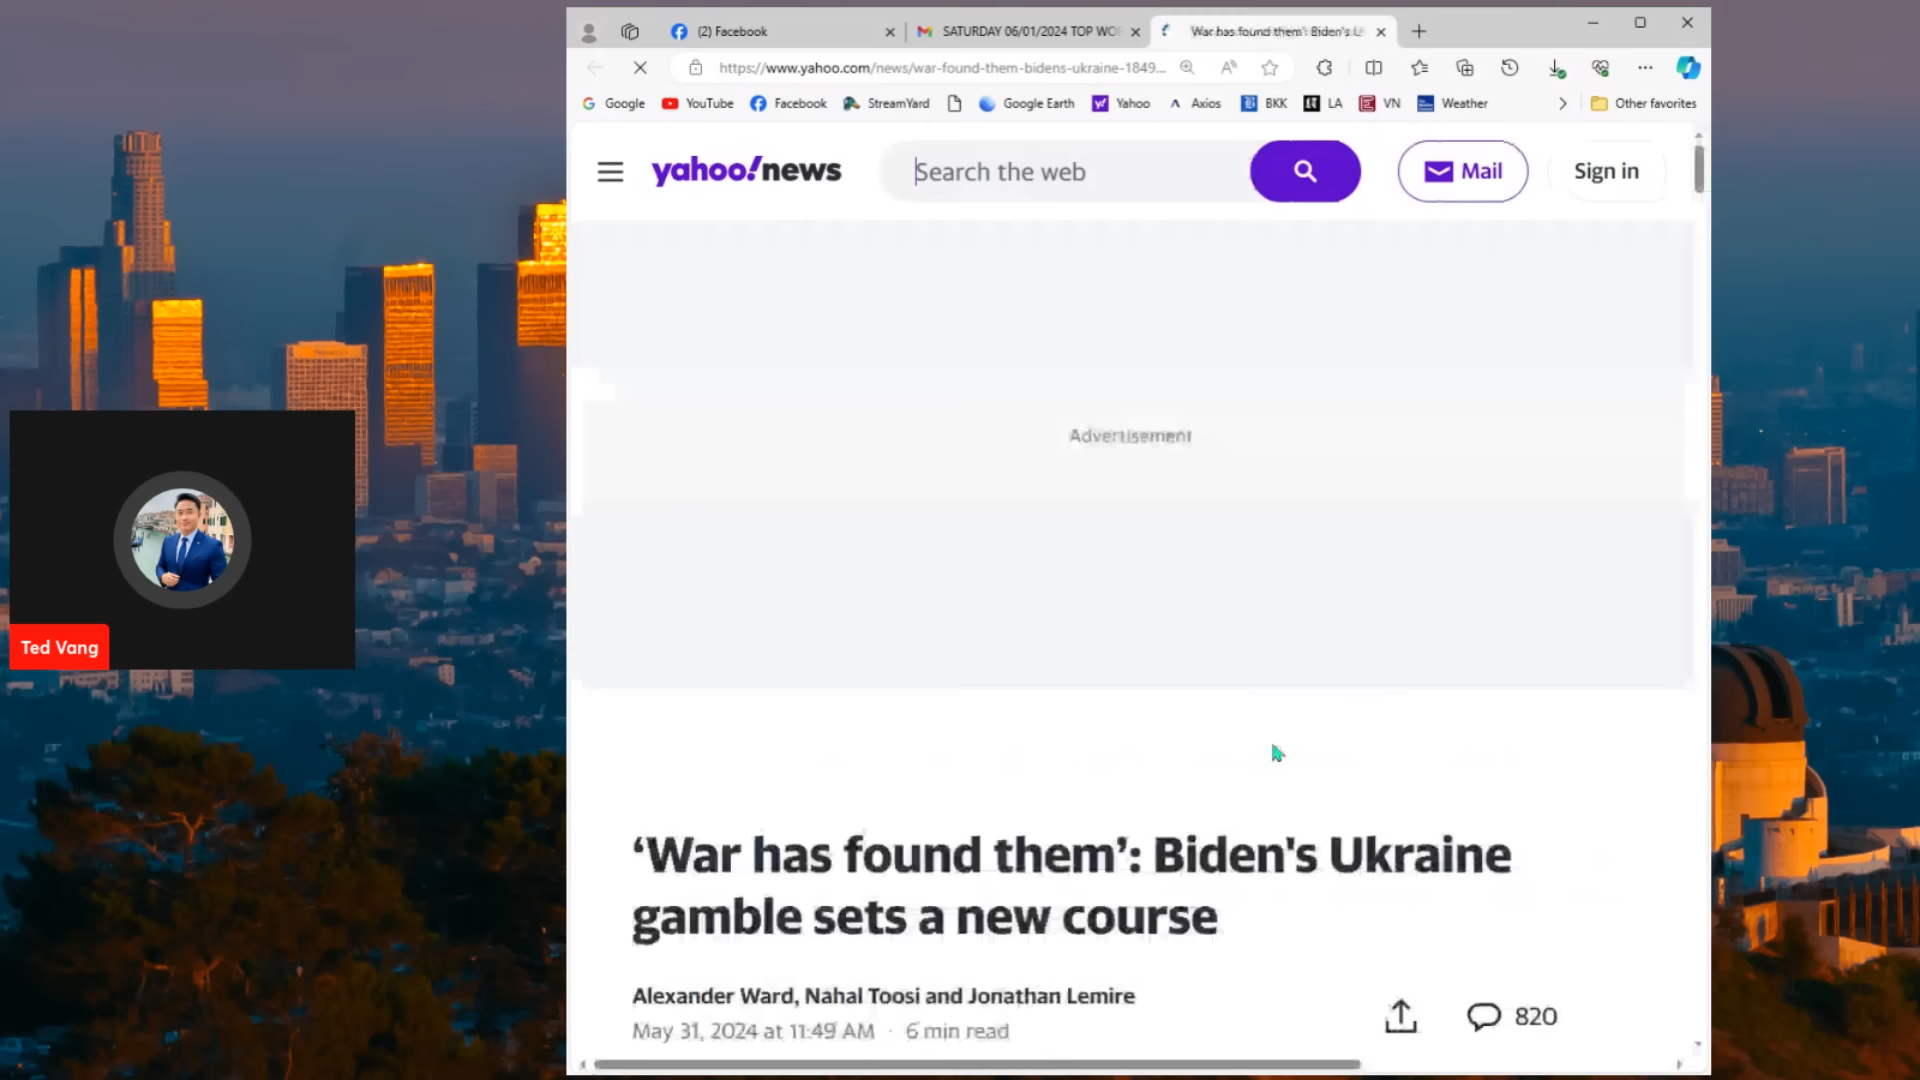 (2) Facebook
SATURDAY 06/01/2024 TOP WO
'War has found them': Biden's U
https://www.yahoo.com/news/war-found-them-bidens-ukraine-1849...
Google YouTube Facebook StreamYard Google Earth Yahoo Axios BKK LA VN Weather Other favorites
yahoo!news
Search the web
Mail
Sign in
Advertisement
‘War has found them’: Biden's Ukraine
gamble sets a new course
Alexander Ward, Nahal Toosi and Jonathan Lemire
May 31, 2024 at 11:49 AM · 6 min read
820
Ted Vang